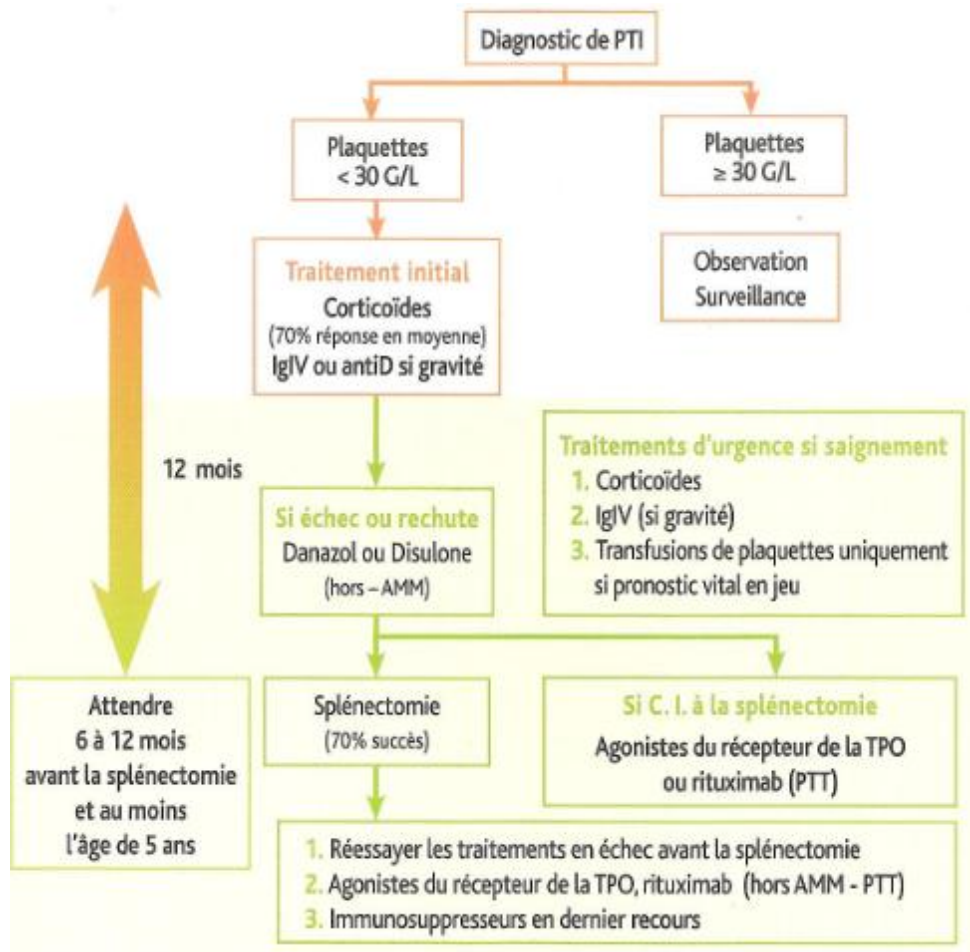 Diagnostic de PTI
Plaquettes
< 30 G/L
Plaquettes
≥ 30 G/L
Traitement initial
Corticoïdes
(70% réponse en moyenne)
IgIV ou antiD si gravité
Observation
Surveillance
12 mois
Si échec ou rechute
Danazol ou Disulone
(hors – AMM)
Traitements d'urgence si saignement
1. Corticoïdes
2. IgIV (si gravité)
3. Transfusions de plaquettes uniquement
si pronostic vital en jeu
Attendre
6 à 12 mois
avant la splénectomie
et au moins
l'âge de 5 ans
Splénectomie
(70% succès)
Si C. I. à la splénectomie
Agonistes du récepteur de la TPO
ou rituximab (PTT)
1. Réessayer les traitements en échec avant la splénectomie
2. Agonistes du récepteur de la TPO, rituximab (hors AMM - PTT)
3. Immunosuppresseurs en dernier recours